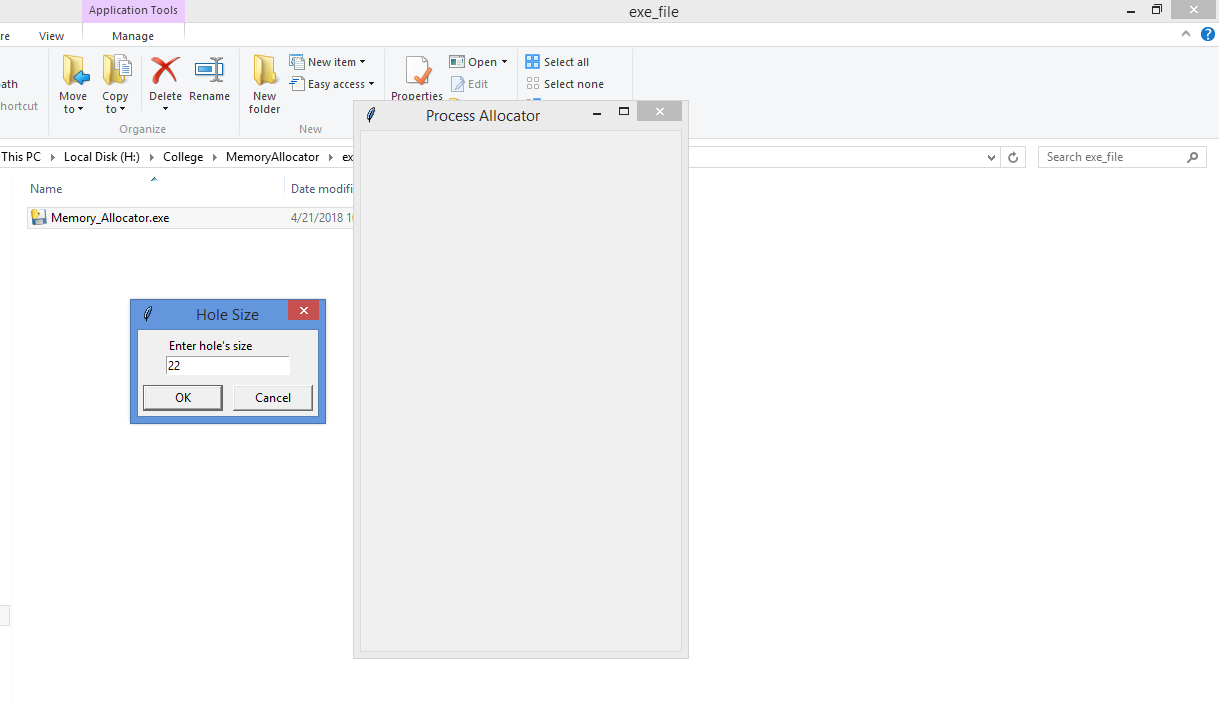 Application Tools
exe_file
re View Manage
ath
hortcut
Move to
Copy to
Delete
Rename
Organize
New folder
New item
Easy access
New
Properties
Open
Edit
Select all
Select none
Process Allocator
This PC Local Disk (H:) College MemoryAllocator ex
Search exe_file
Name Date modifi
Memory_Allocator.exe 4/21/2018 10
Hole Size
Enter hole's size
22
OK Cancel